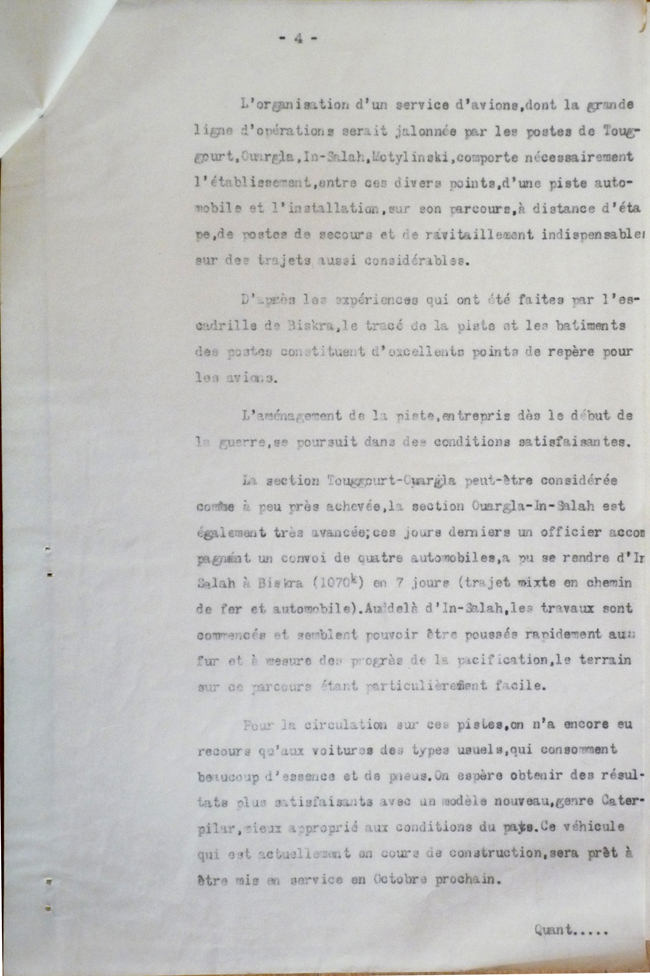 - 4 -
L'organisation d'un service d'avions,dont la grande
ligne d'opérations serait jalonnée par les postes de Toug-
gourt,Ouargla,In-Salah,Motylinski,comporte nécessairement
l'établissement,entre ces divers points,d'une piste auto-
mobile et l'installation,sur son parcours,à distance d'éta
pe,de postes de secours et de ravitaillement indispensables
sur des trajets aussi considérables.
D'après les expériences qui ont été faites par l'es-
cadrille de Biskra,le tracé de la piste et les batiments
des postes constituent d'excellents points de repère pour
les avions.
L'aménagement de la piste,entrepris dès le début de
la guerre,se poursuit dans des conditions satisfaisantes.
La section Touggourt-Ouargla peut-être considérée
comme à peu près achevée,la section Ouargla-In-Salah est
également très avancée;ces jours derniers un officier accom
pagnant un convoi de quatre automobiles,a pu se rendre d'In
Salah à Biskra (1070k) en 7 jours (trajet mixte en chemin
de fer et automobile).Au delà d'In-Salah,les travaux sont
commencés et semblent pouvoir être poussés rapidement au
fur et à mesure des progrès de la pacification,le terrain
sur ce parcours étant particulièrement facile.
Pour la circulation sur ces pistes,on n'a encore eu
recours qu'aux voitures des types usuels,qui consomment
beaucoup d'essence et de pneus.On espère obtenir des résul-
tats plus satisfaisants avec un modèle nouveau,genre Cater-
pilar,mieux approprié aux conditions du pays.Ce véhicule
qui est actuellement en cours de construction,sera prêt à
être mis en service en Octobre prochain.
Quant.....